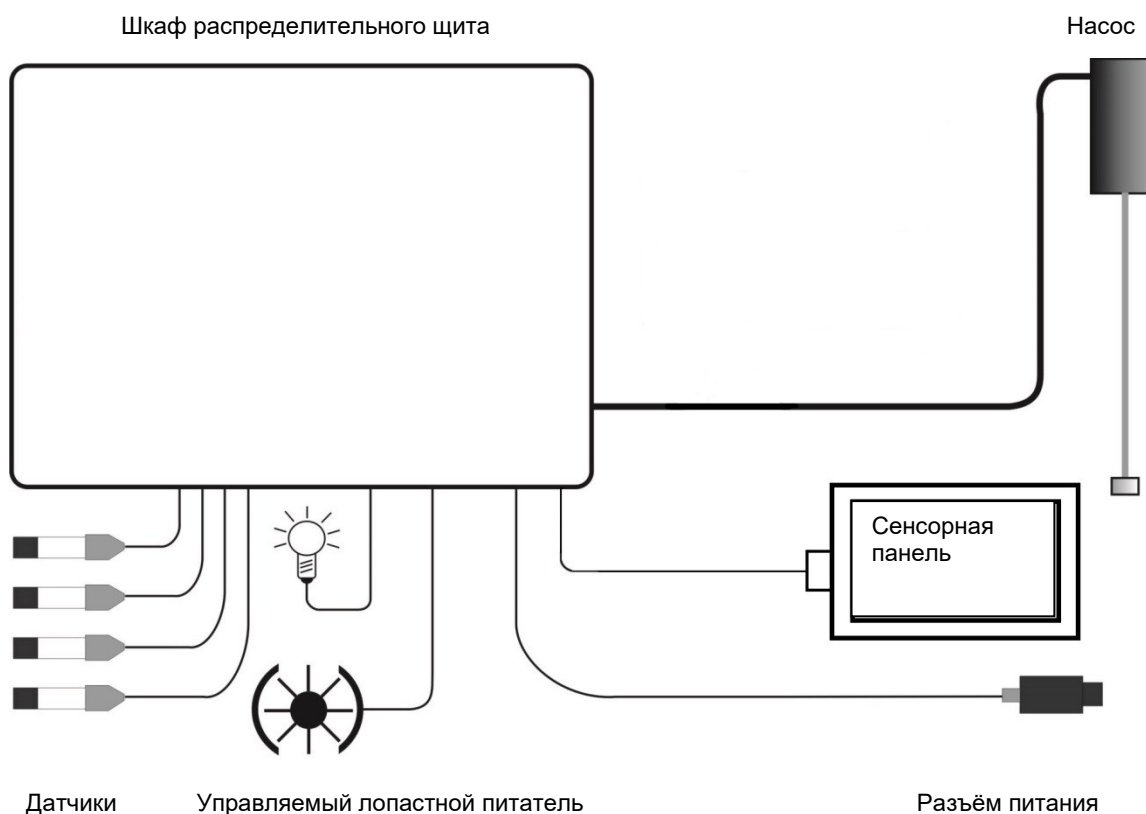 Шкаф распределительного щита
Насос
Сенсорная
панель
Датчики
Управляемый лопастной питатель
Разъём питания